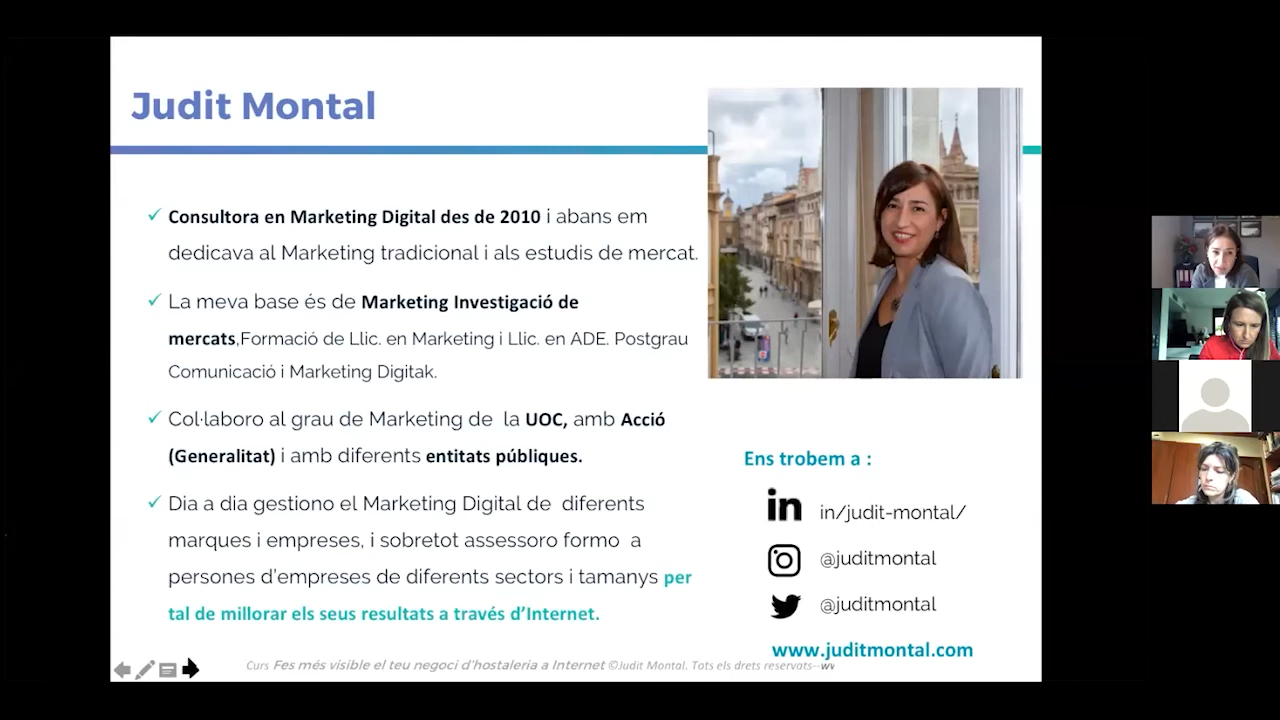 Judit Montal
Consultora en Marketing Digital des de 2010 i abans em
dedicava al Marketing tradicional i als estudis de mercat.
La meva base és de Marketing Investigació de
mercats,Formació de Llic. en Marketing i Llic. en ADE. Postgrau
Comunicació i Marketing Digitak.
Col·laboro al grau de Marketing de la UOC, amb Acció
(Generalitat) i amb diferents entitats públiques.
Dia a dia gestiono el Marketing Digital de diferents
marques i empreses, i sobretot assessoro formo a
persones d'empreses de diferents sectors i tamanys per
tal de millorar els seus resultats a través d'Internet.
Ens trobem a :
in in/judit-montal/
@juditmontal
@juditmontal
www.juditmontal.com
Curs Fes més visible el teu negoci d'hostaleria a Internet ©Judit Montal. Tots els drets reservats--